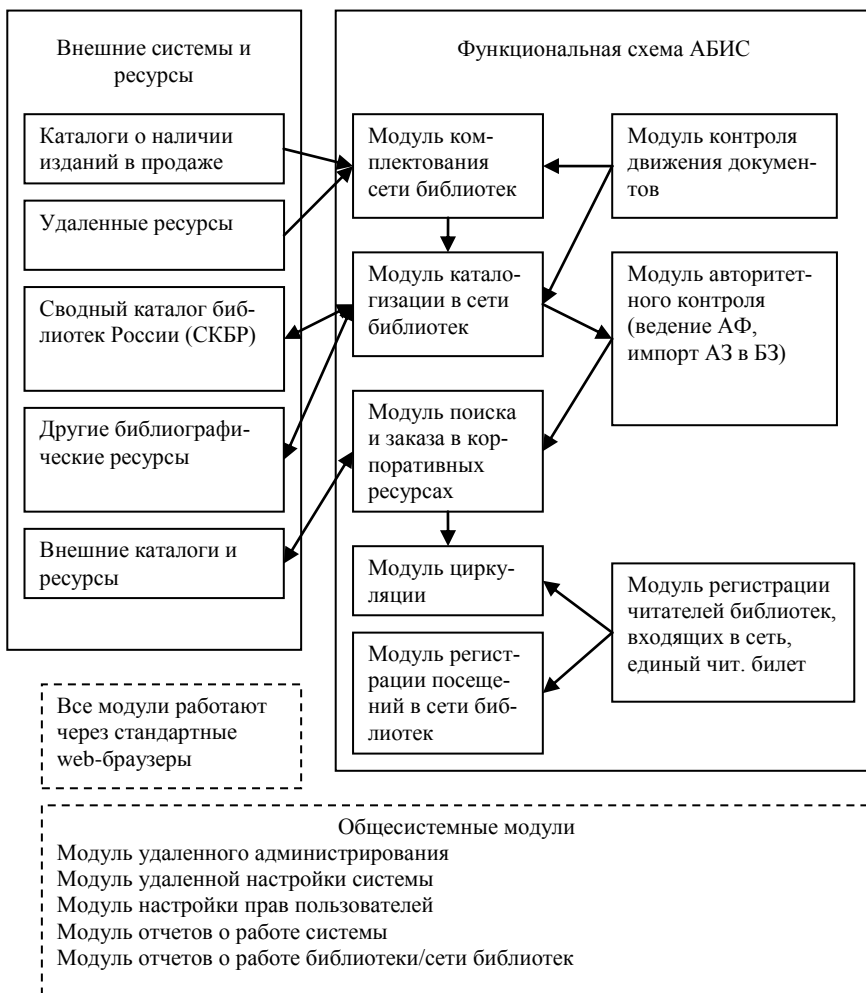 Внешние системы и
ресурсы
Каталоги о наличии
изданий в продаже
Удаленные ресурсы
Сводный каталог биб-
лиотек России (СКБР)
Другие библиографи-
ческие ресурсы
Внешние каталоги и
ресурсы
Функциональная схема АБИС
Модуль ком-
плектования
сети библиотек
Модуль контроля
движения докумен-
тов
Модуль катало-
гизации в сети
библиотек
Модуль авторитет-
ного контроля
(ведение АФ,
импорт АЗ в БЗ)
Модуль поиска
и заказа в кор-
поративных
ресурсах
Модуль цирку-
ляции
Модуль регистрации
читателей библиотек,
входящих в сеть,
единый чит. билет
Модуль регист-
рации посеще-
ний в сети биб-
лиотек
Все модули работают
через стандартные
web-браузеры
Общесистемные модули
Модуль удаленного администрирования
Модуль удаленной настройки системы
Модуль настройки прав пользователей
Модуль отчетов о работе системы
Модуль отчетов о работе библиотеки/сети библиотек